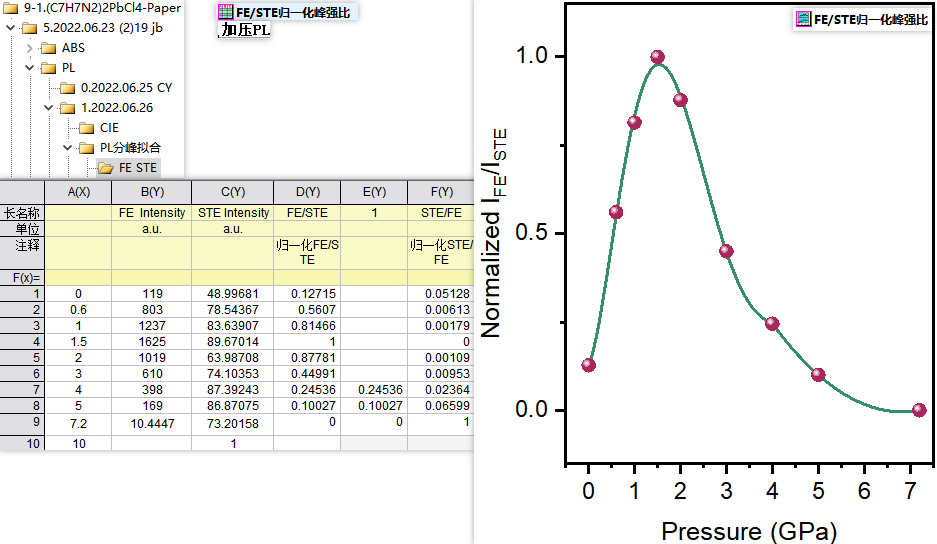 9-1.(C7H7N2)2PbCl4-Paper
5.2022.06.23 (2)19 jb
ABS
PL
0.2022.06.25 CY
1.2022.06.26
CIE
PL分峰拟合
FE STE
FE/STE归一化峰强比
加压PL
A(X) B(Y) C(Y) D(Y) E(Y) F(Y)
长名称 FE Intensity STE Intensity FE/STE 1 STE/FE
单位 a.u. a.u.
注释 归一化FE/S 归一化STE/
TE FE
F(x)=
1 0 119 48.99681 0.12715 0.05128
2 0.6 803 78.54367 0.5607 0.00613
3 1 1237 83.63907 0.81466 0.00179
4 1.5 1625 89.67014 1 0
5 2 1019 63.98708 0.87781 0.00109
6 3 610 74.10353 0.44991 0.00953
7 4 398 87.39243 0.24536 0.24536 0.02364
8 5 169 86.87075 0.10027 0.10027 0.06599
9 7.2 10.4447 73.20158 0 0 1
10 10 1
FE/STE归一化峰强比
Normalized I_FE/I_STE
1.0
0.5
0.0
0 1 2 3 4 5 6 7
Pressure (GPa)